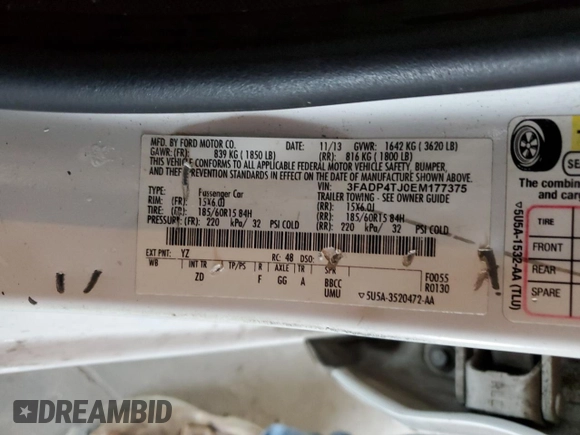 MFD. BY FORD MOTOR CO.
DATE: 11/13 GVWR: 1642 KG ( 3620 LB)
GAWR: (FR): 839 KG ( 1850 LB) (RR): 816 KG ( 1800 LB)
THIS VEHICLE CONFORMS TO ALL APPLICABLE FEDERAL MOTOR VEHICLE SAFETY, BUMPER,
AND THEFT PREVENTION STANDARDS IN EFFECT ON THE DATE OF MANUFACTURE SHOWN ABOVE.
VIN: 3FADP4TJ0EM177375
TYPE: Passenger Car TRAILER TOWING - SEE OWNER GUIDE
RIM: (FR): 15X6.0J (RR): 15X6.0J
TIRE: (FR): 185/60R15 84H (RR): 185/60R15 84H
PRESSURE: (FR): 220 kPa/ 32 PSI COLD (RR): 220 kPa/ 32 PSI COLD
EXT PNT: YZ RC: 48 DSO:
WB INT TR TP/PS R AXLE TR SPR
ZD F GG A BBCC
UMU
F0055
R0130
▽5U5A-3520472-AA
The combin
and carg
TIRE
FRONT
REAR
SPARE
▽5U5A-1532-AA (TLU)
SE
DREAMBID